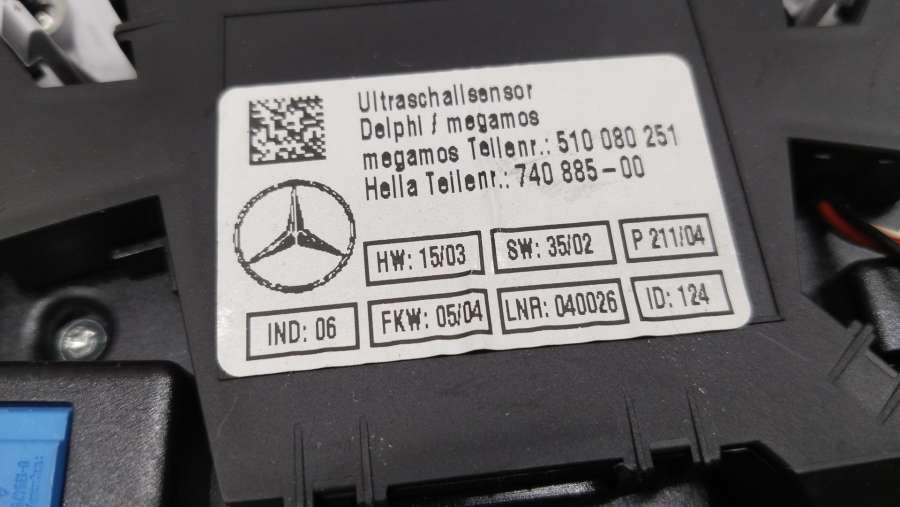 Ultraschallsensor
Delphi / megamos
megamos Teilenr.: 510 080 251
Hella Teilenr.: 740 885-00
HW: 15/03
SW: 35/02
P 211/04
IND: 06
FKW: 05/04
LNR: 040026
ID: 124